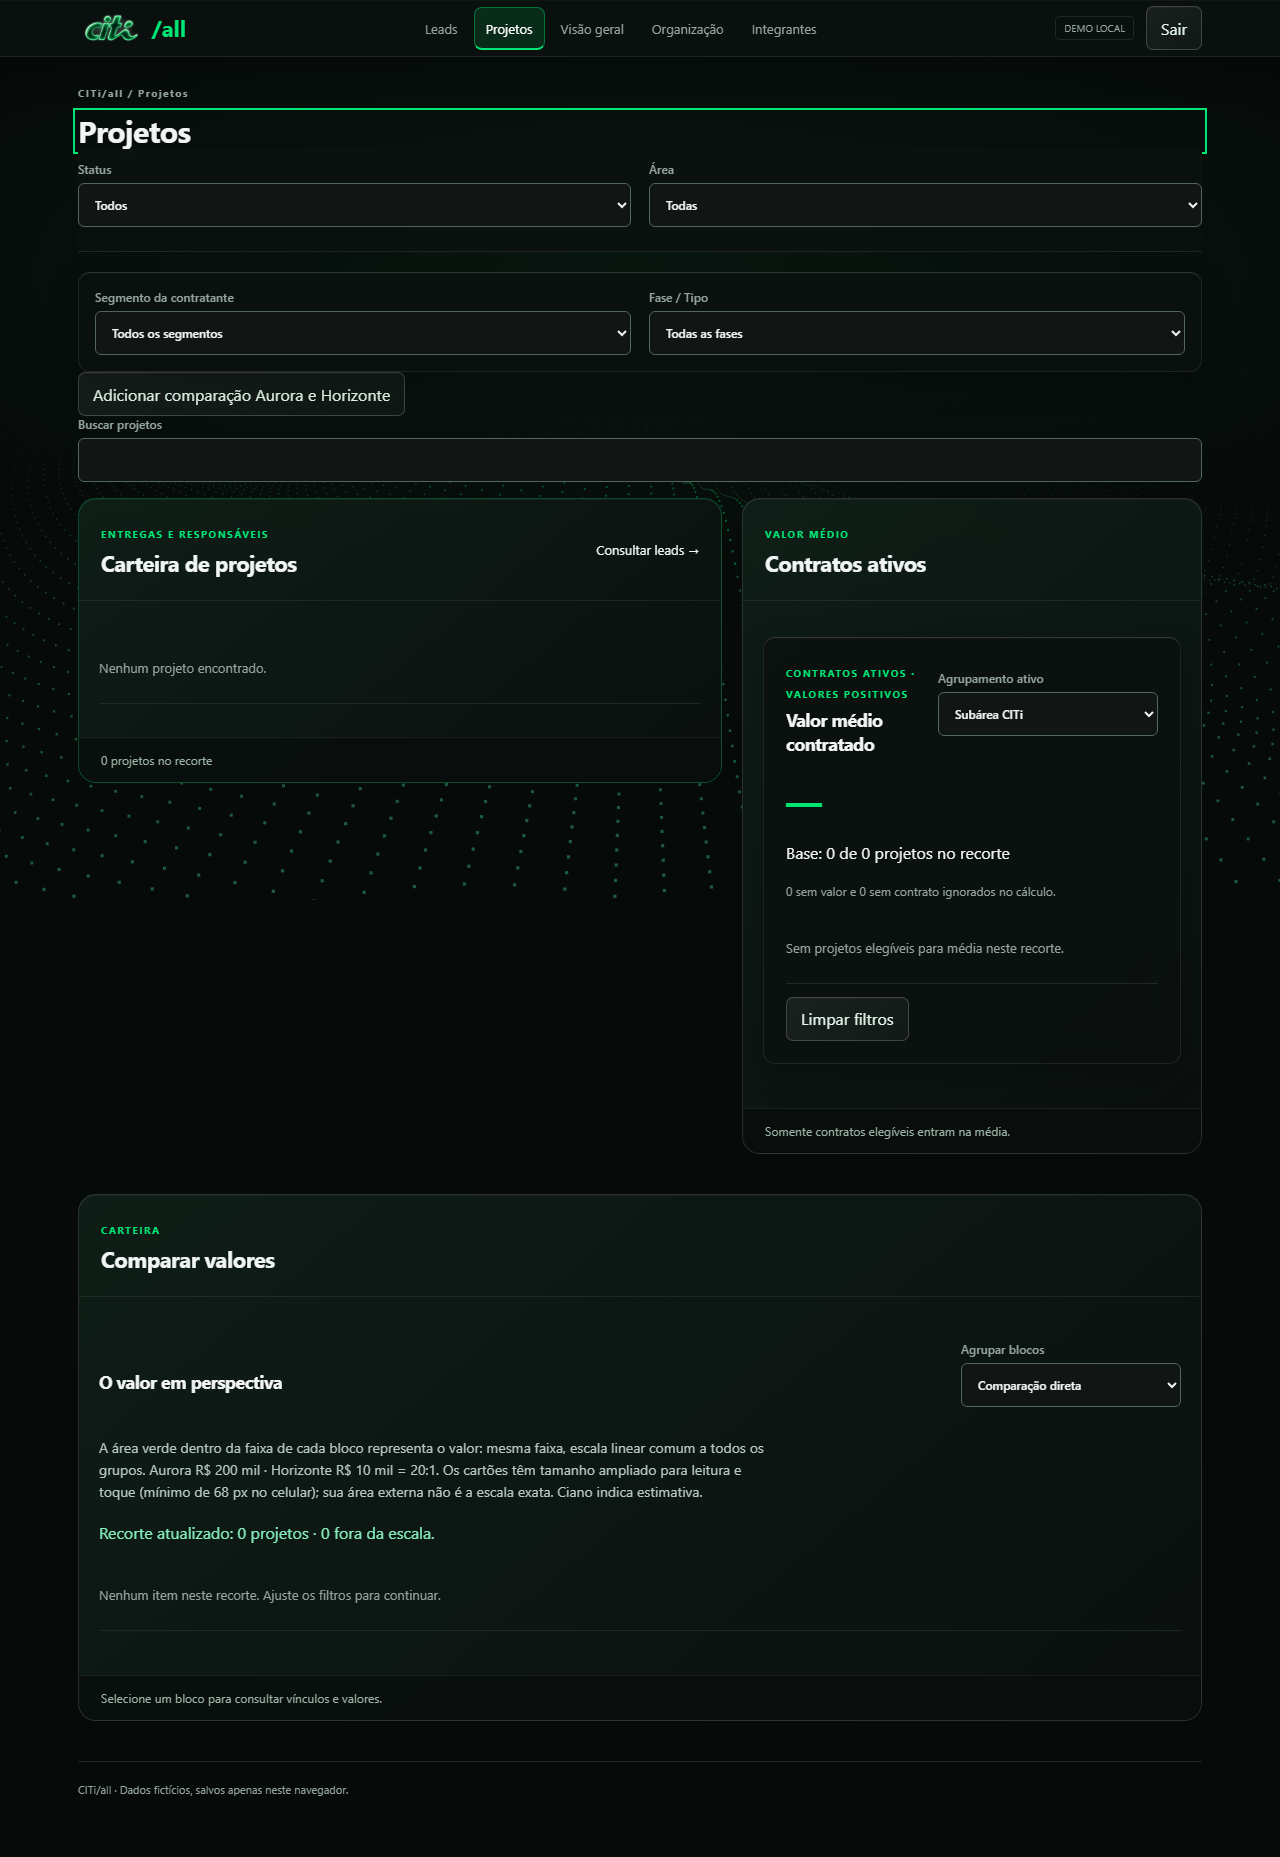 citi /all
Leads
Projetos
Visão geral
Organização
Integrantes
DEMO LOCAL
Sair
CITi/all / Projetos
Projetos
Status
Área
Todos
Todas
Segmento da contratante
Fase / Tipo
Todos os segmentos
Todas as fases
Adicionar comparação Aurora e Horizonte
Buscar projetos
ENTREGAS E RESPONSÁVEIS
Carteira de projetos
Consultar leads →
Nenhum projeto encontrado.
0 projetos no recorte
VALOR MÉDIO
Contratos ativos
CONTRATOS ATIVOS ·
VALORES POSITIVOS
Valor médio
contratado
Agrupamento ativo
Subárea CITi
—
Base: 0 de 0 projetos no recorte
0 sem valor e 0 sem contrato ignorados no cálculo.
Sem projetos elegíveis para média neste recorte.
Limpar filtros
Somente contratos elegíveis entram na média.
CARTEIRA
Comparar valores
O valor em perspectiva
Agrupar blocos
Comparação direta
A área verde dentro da faixa de cada bloco representa o valor: mesma faixa, escala linear comum a todos os
grupos. Aurora R$ 200 mil · Horizonte R$ 10 mil = 20:1. Os cartões têm tamanho ampliado para leitura e
toque (mínimo de 68 px no celular); sua área externa não é a escala exata. Ciano indica estimativa.
Recorte atualizado: 0 projetos · 0 fora da escala.
Nenhum item neste recorte. Ajuste os filtros para continuar.
Selecione um bloco para consultar vínculos e valores.
CITi/all · Dados fictícios, salvos apenas neste navegador.